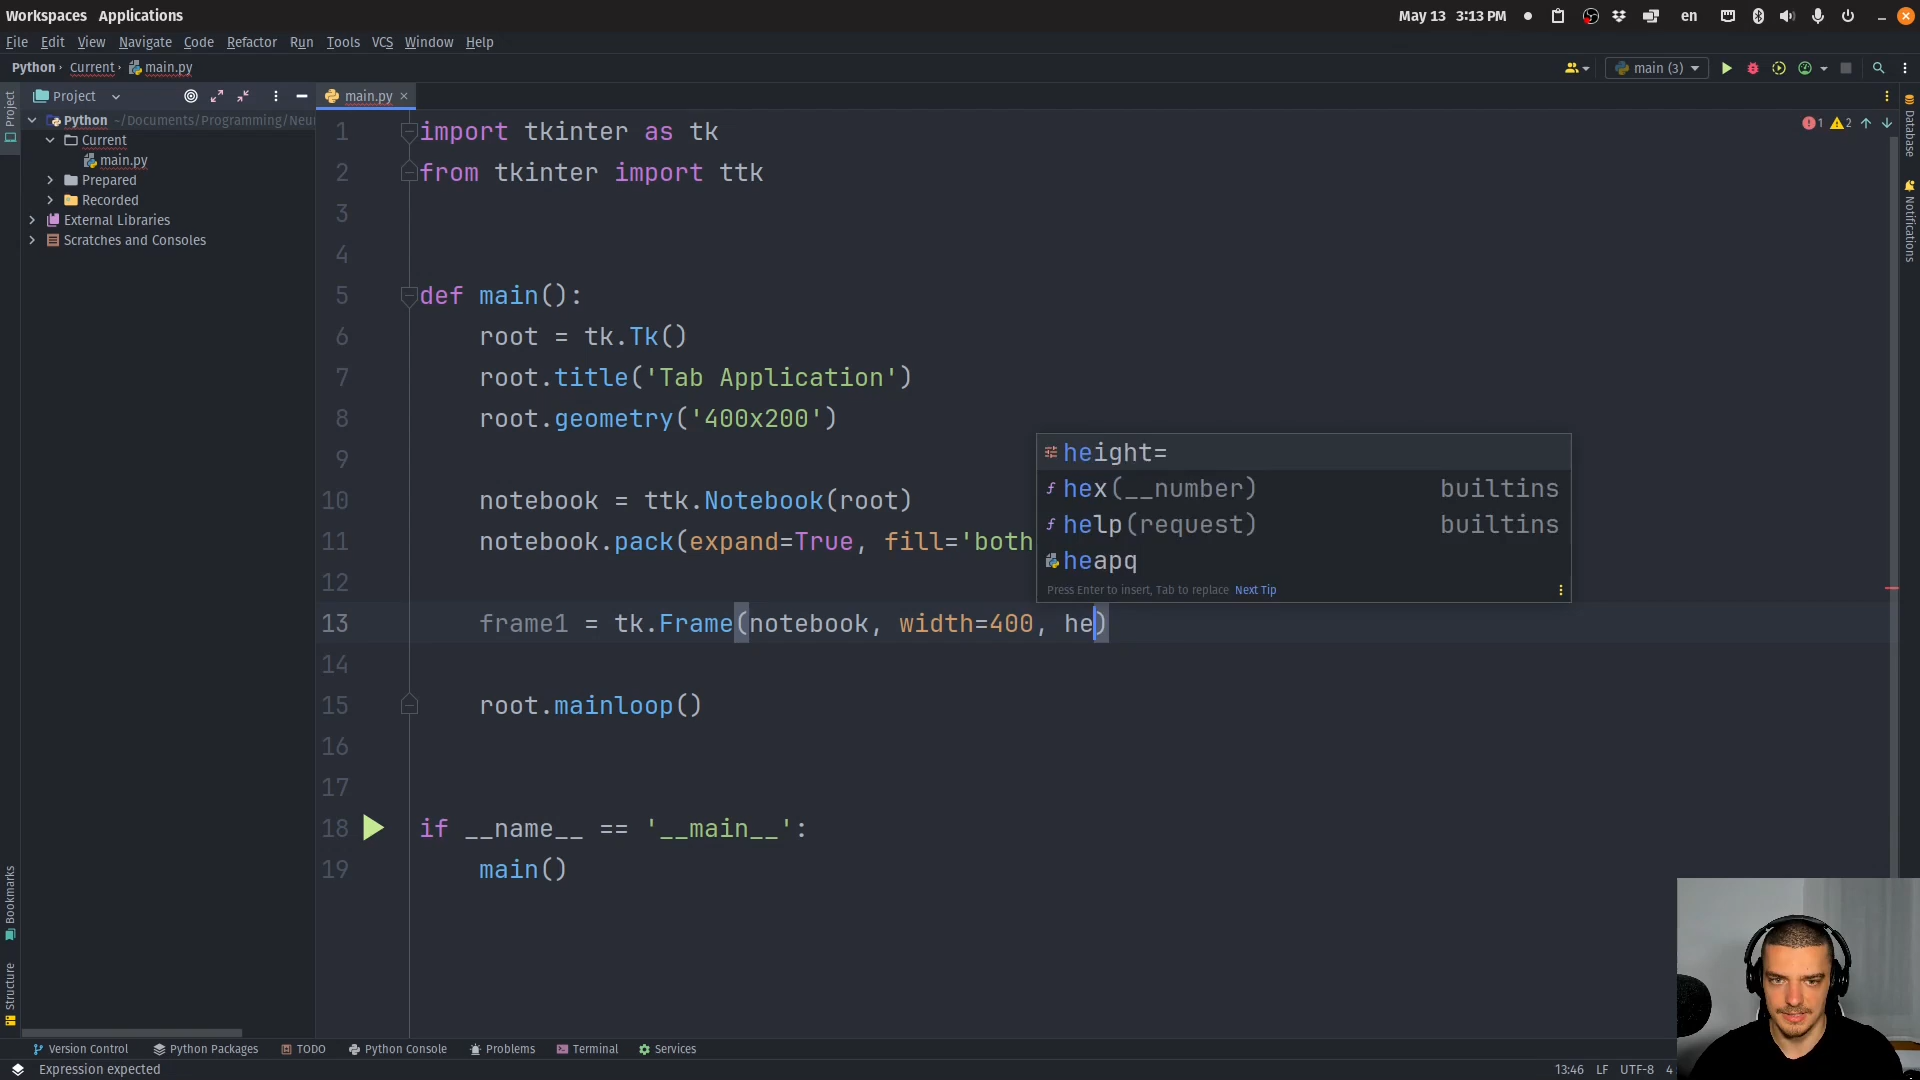 Workspaces Applications
May 13 3:13 PM
en
File Edit View Navigate Code Refactor Run Tools VCS Window Help
Python Current main.py
main (3)
Project
Project
main.py
1 2
Python ~/Documents/Programming/Neur
Current
main.py
Prepared
Recorded
External Libraries
Scratches and Consoles
Database
Notifications
1 import tkinter as tk
2 from tkinter import ttk
3
4
5 def main():
6 root = tk.Tk()
7 root.title('Tab Application')
8 root.geometry('400x200')
9
10 notebook = ttk.Notebook(root)
11 notebook.pack(expand=True, fill='both
12
13 frame1 = tk.Frame(notebook, width=400, he)
14
15 root.mainloop()
16
17
18 if __name__ == '__main__':
19 main()
height=
hex(__number) builtins
help(request) builtins
heapq
Press Enter to insert, Tab to replace Next Tip
Bookmarks
Structure
Version Control Python Packages TODO Python Console Problems Terminal Services
Expression expected
13:46 LF UTF-8 4